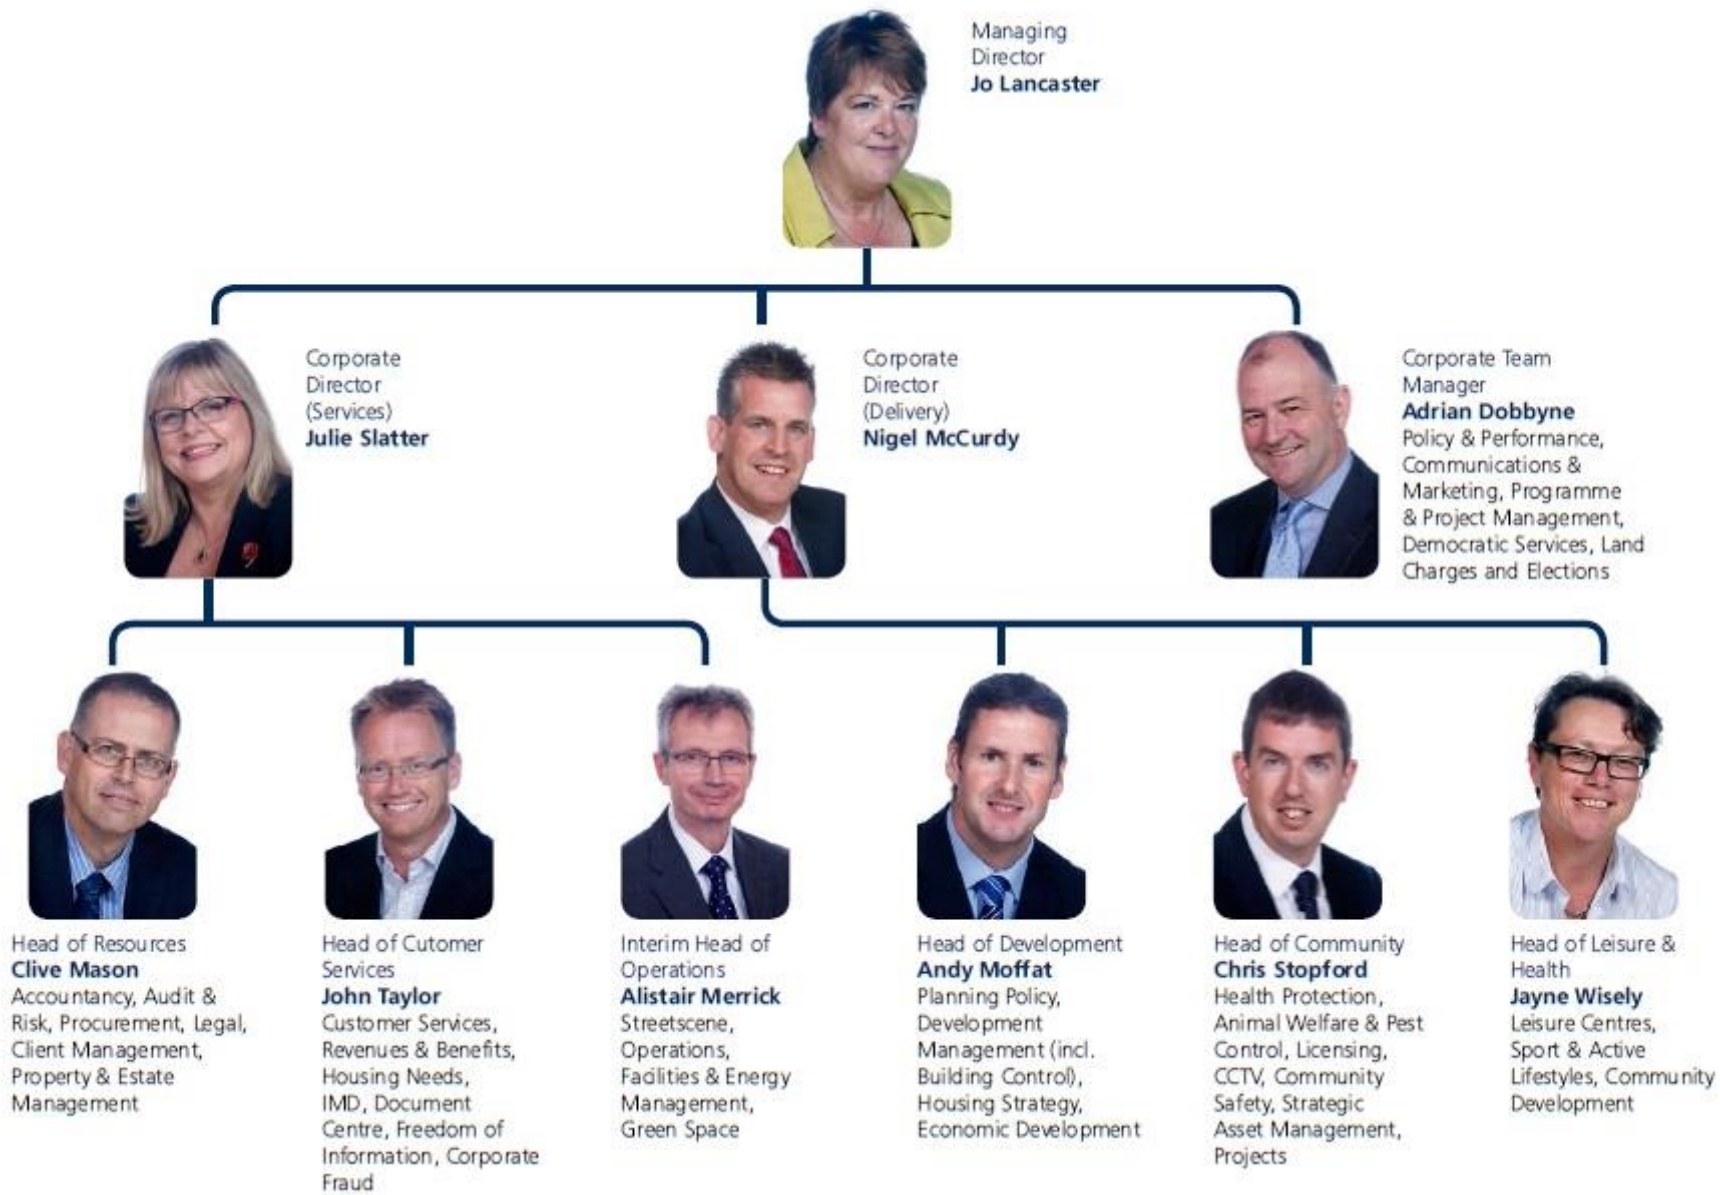 Managing
Director
Jo Lancaster
Corporate
Director
(Services)
Julie Slatter
Corporate
Director
(Delivery)
Nigel McCurdy
Corporate Team
Manager
Adrian Dobbyne
Policy & Performance,
Communications &
Marketing, Programme
& Project Management,
Democratic Services, Land
Charges and Elections
Head of Resources
Clive Mason
Accountancy, Audit &
Risk, Procurement, Legal,
Client Management,
Property & Estate
Management
Head of Cutomer
Services
John Taylor
Customer Services,
Revenues & Benefits,
Housing Needs,
IMD, Document
Centre, Freedom of
Information, Corporate
Fraud
Interim Head of
Operations
Alistair Merrick
Streetscene,
Operations,
Facilities & Energy
Management,
Green Space
Head of Development
Andy Moffat
Planning Policy,
Development
Management (incl.
Building Control),
Housing Strategy,
Economic Development
Head of Community
Chris Stopford
Health Protection,
Animal Welfare & Pest
Control, Licensing,
CCTV, Community
Safety, Strategic
Asset Management,
Projects
Head of Leisure &
Health
Jayne Wisely
Leisure Centres,
Sport & Active
Lifestyles, Community
Development